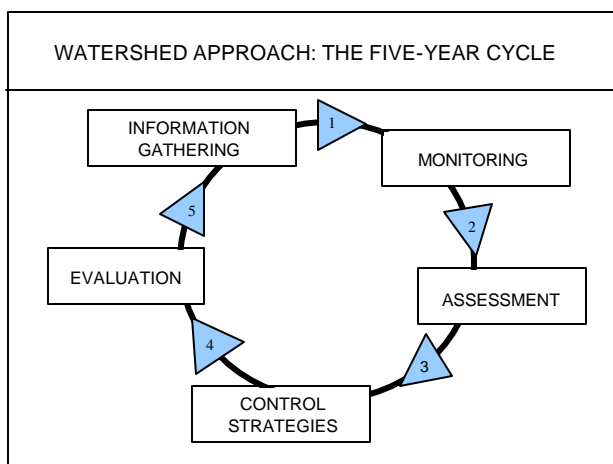 WATERSHED APPROACH: THE FIVE-YEAR CYCLE
INFORMATION
GATHERING
1
MONITORING
2
ASSESSMENT
3
CONTROL
STRATEGIES
4
EVALUATION
5